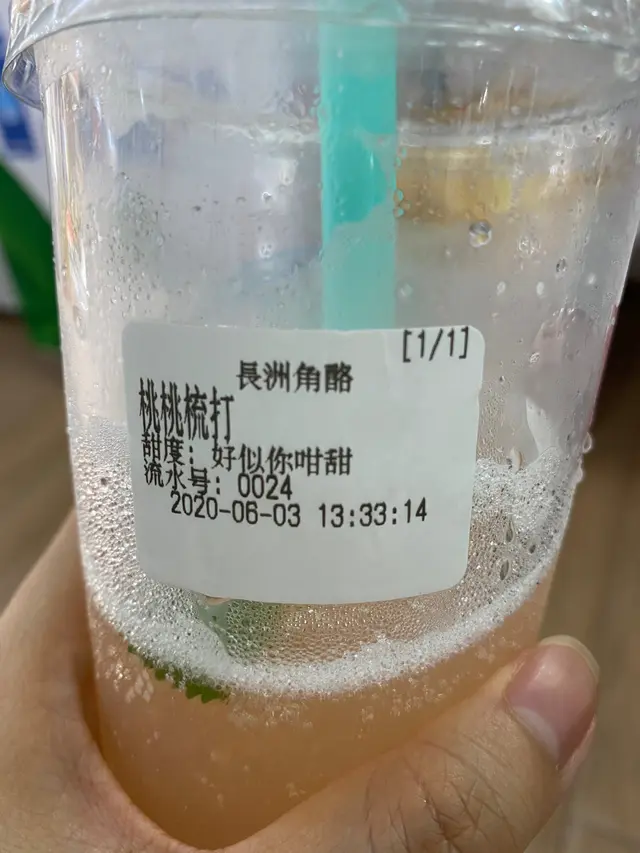 [1/1]
長洲角酪
桃桃梳打
甜度：好似你咁甜
流水号：0024
2020-06-03 13:33:14